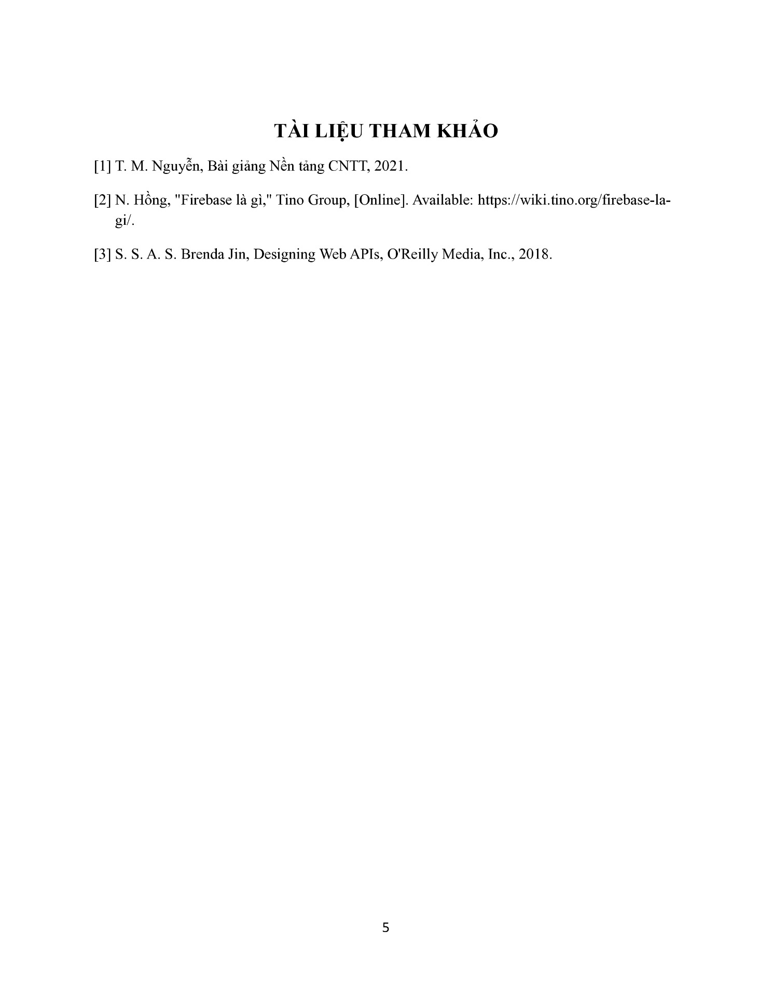 TÀI LIỆU THAM KHẢO
[1] T. M. Nguyễn, Bài giảng Nền tảng CNTT, 2021.
[2] N. Hồng, "Firebase là gì," Tino Group, [Online]. Available: https://wiki.tino.org/firebase-la-
gi/.
[3] S. S. A. S. Brenda Jin, Designing Web APIs, O'Reilly Media, Inc., 2018.
5